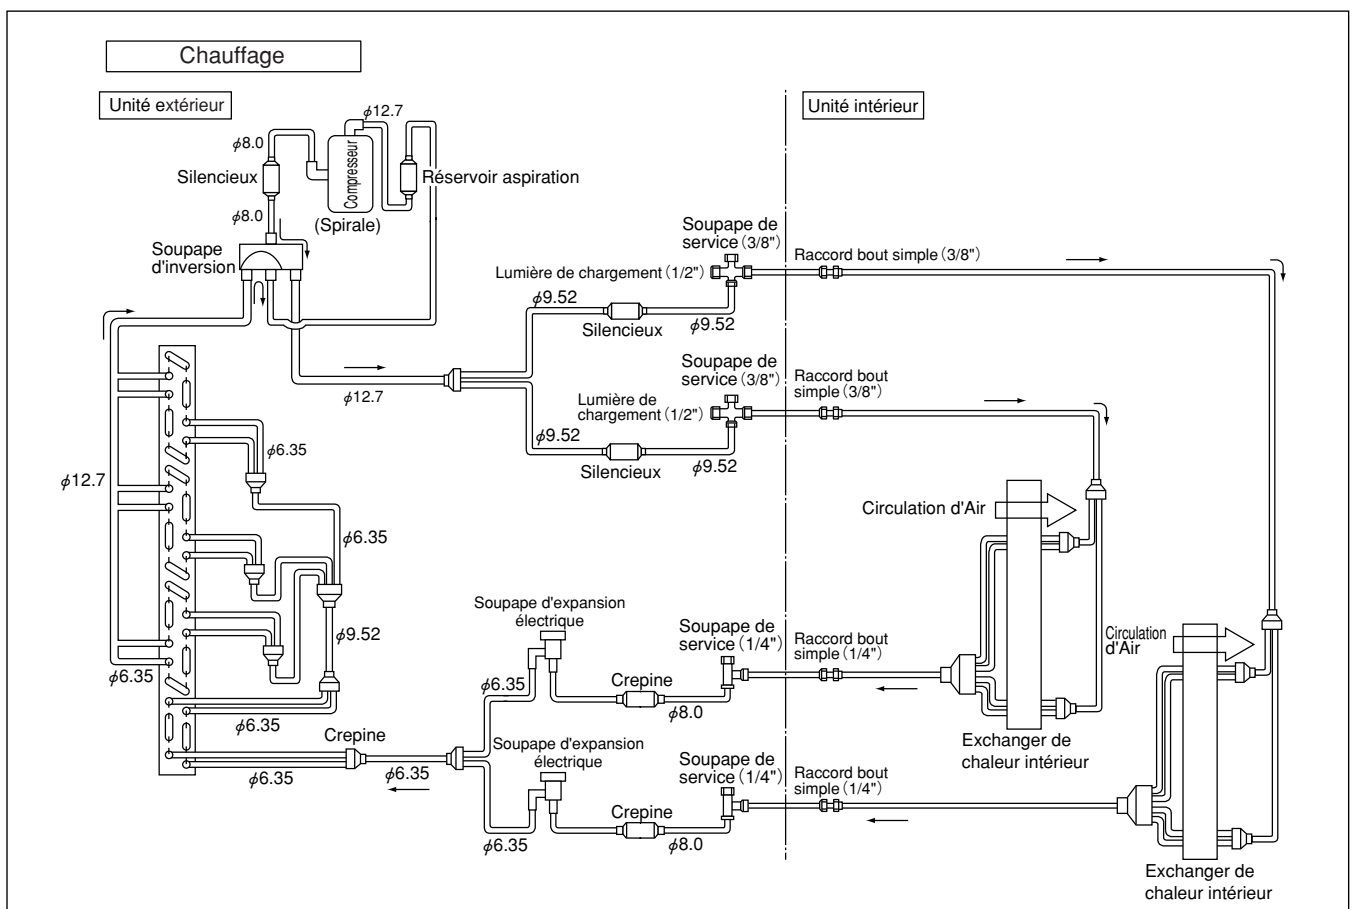 Chauffage
Unité extérieur
Unité intérieur
φ12.7
φ8.0
Silencieux
Compresseur
Réservoir aspiration
φ8.0
(Spirale)
Soupape
d'inversion
Soupape de
service (3/8")
Raccord bout simple (3/8")
Lumière de chargement (1/2")
φ9.52
Silencieux
φ9.52
φ12.7
Soupape de
service (3/8")
Raccord bout
simple (3/8")
Lumière de
chargement (1/2")
φ9.52
Silencieux
φ9.52
φ6.35
φ12.7
φ6.35
Circulation d'Air
φ9.52
φ6.35
φ6.35
Soupape d'expansion
électrique
Soupape de
service (1/4")
Raccord bout
simple (1/4")
Circulation
d'Air
φ6.35
Crepine
φ8.0
Crepine
φ6.35
φ6.35
Soupape d'expansion
électrique
Soupape de
service (1/4")
Raccord bout
simple (1/4")
Exchanger de
chaleur intérieur
φ6.35
Crepine
φ8.0
Exchanger de
chaleur intérieur